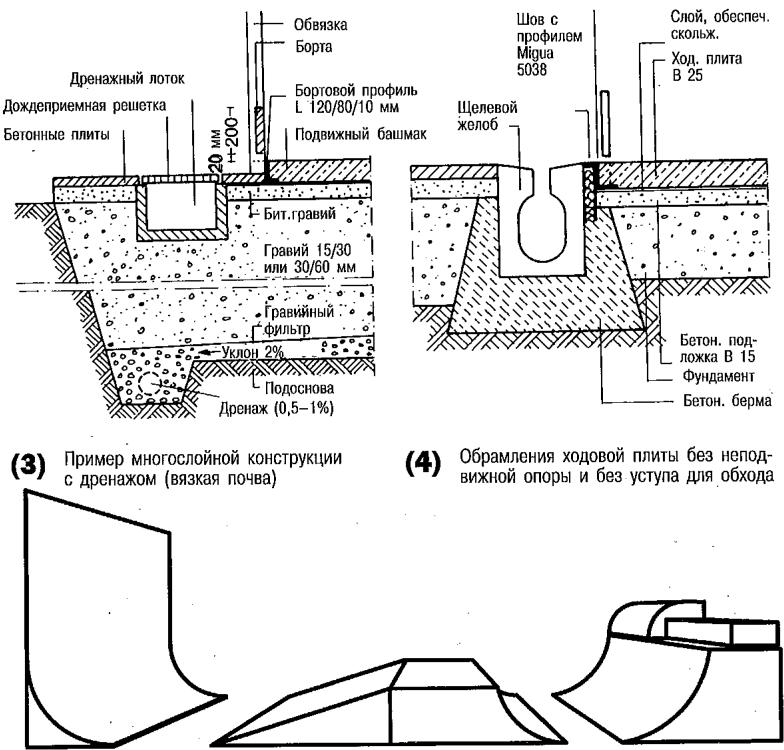 Обвязка
Борта
Дренажный лоток
Дождеприемная решетка
Бетонные плиты
20 мм
200
Бортовой профиль
L 120/80/10 мм
Подвижный башмак
Бит.гравий
Гравий 15/30
или 30/60 мм
Гравийный
фильтр
Уклон 2%
Подоснова
Дренаж (0,5–1%)
Шов с
профилем
Migua
5038
Слой, обеспеч.
скольж.
Ход. плита
В 25
Щелевой
желоб
Бетон. под-
ложка В 15
Фундамент
Бетон. берма
(3) Пример многослойной конструкции
с дренажом (вязкая почва)
(4) Обрамления ходовой плиты без непод-
вижной опоры и без уступа для обхода